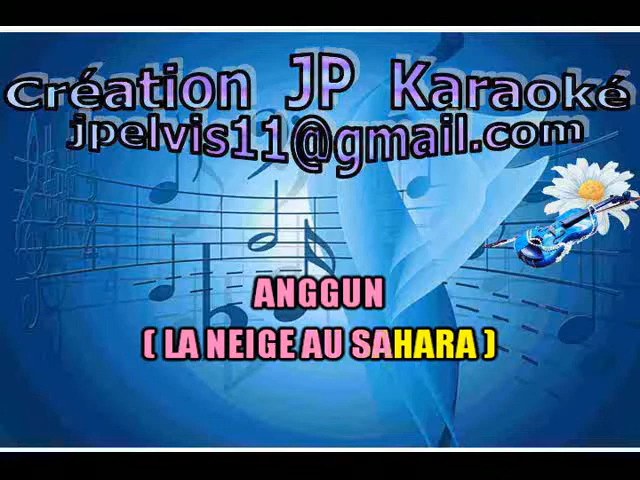 Création JP Karaoké
jpelvis11@gmail.com
ANGGUN
( LA NEIGE AU SAHARA )